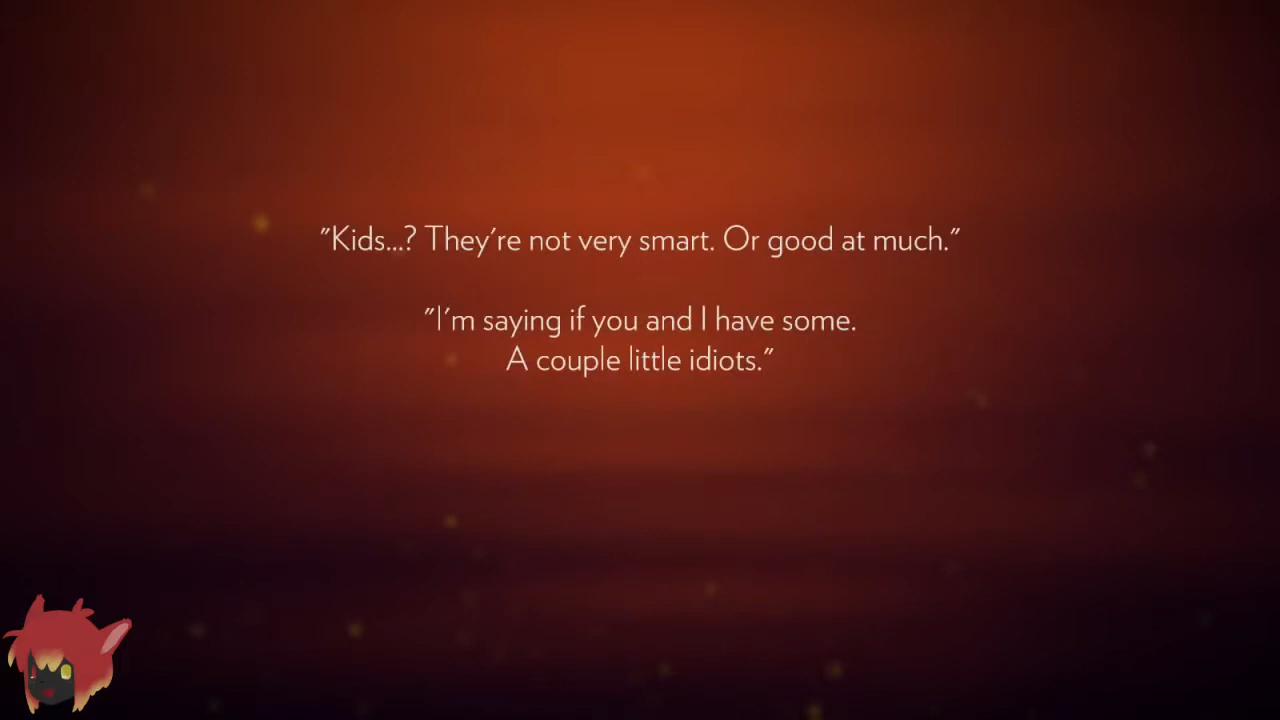 "Kids...? They're not very smart. Or good at much."
"I'm saying if you and I have some.
A couple little idiots."